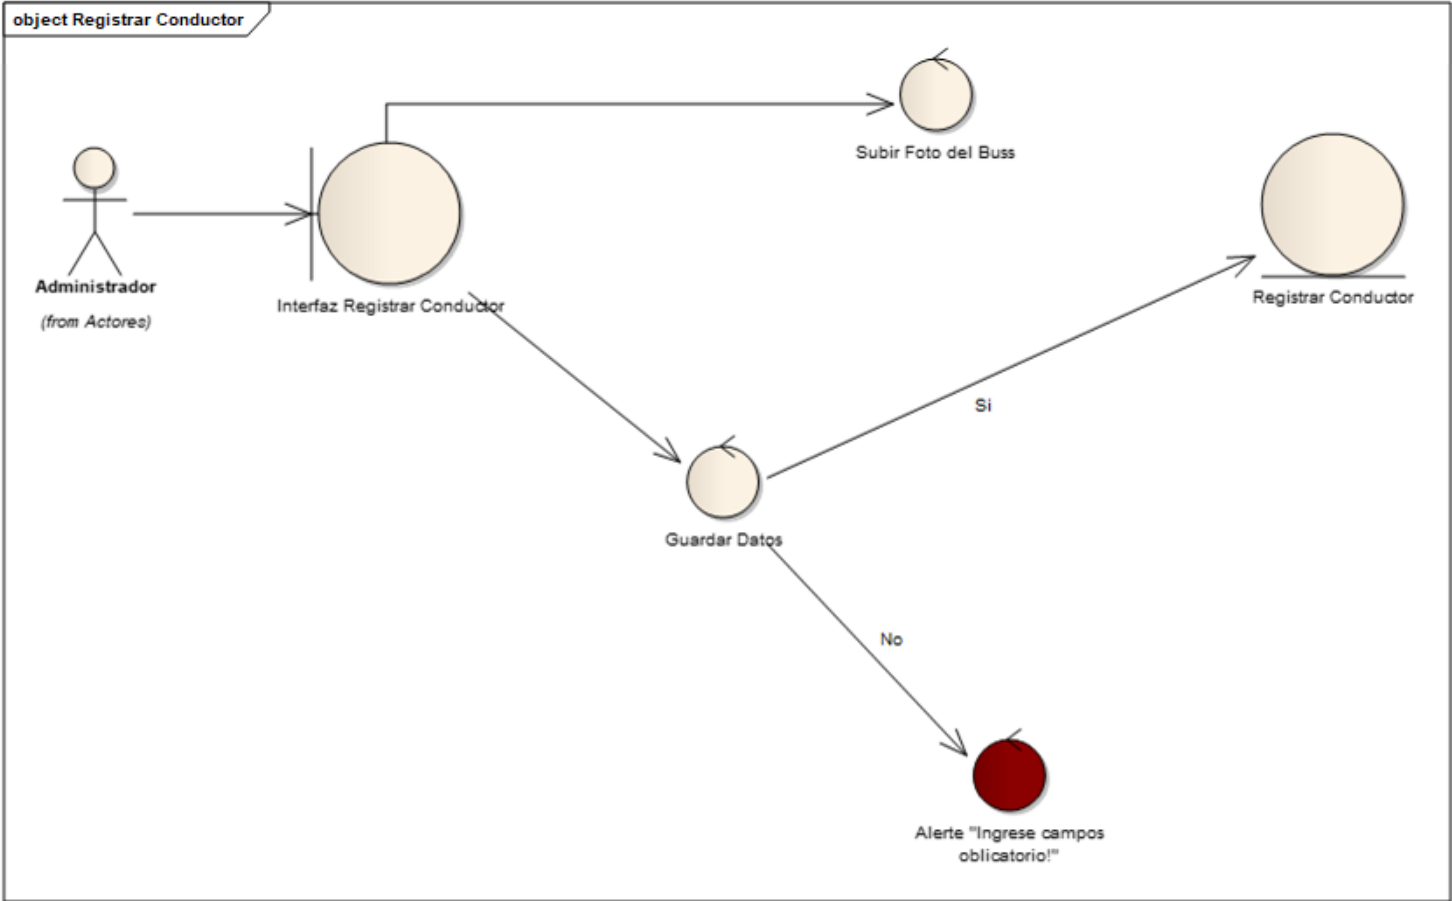 object Registrar Conductor
Subir Foto del Buss
Administrador
(from Actores)
Interfaz Registrar Conductor
Registrar Conductor
Si
Guardar Datos
No
Alerte "Ingrese campos
oblicatorio!"